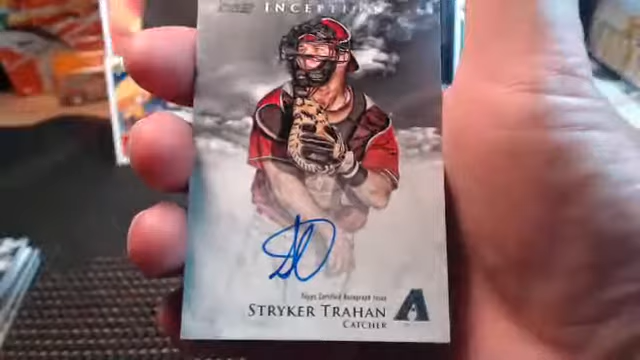 INCEPTION
Topps Certified Autograph Issue
STRYKER TRAHAN
CATCHER